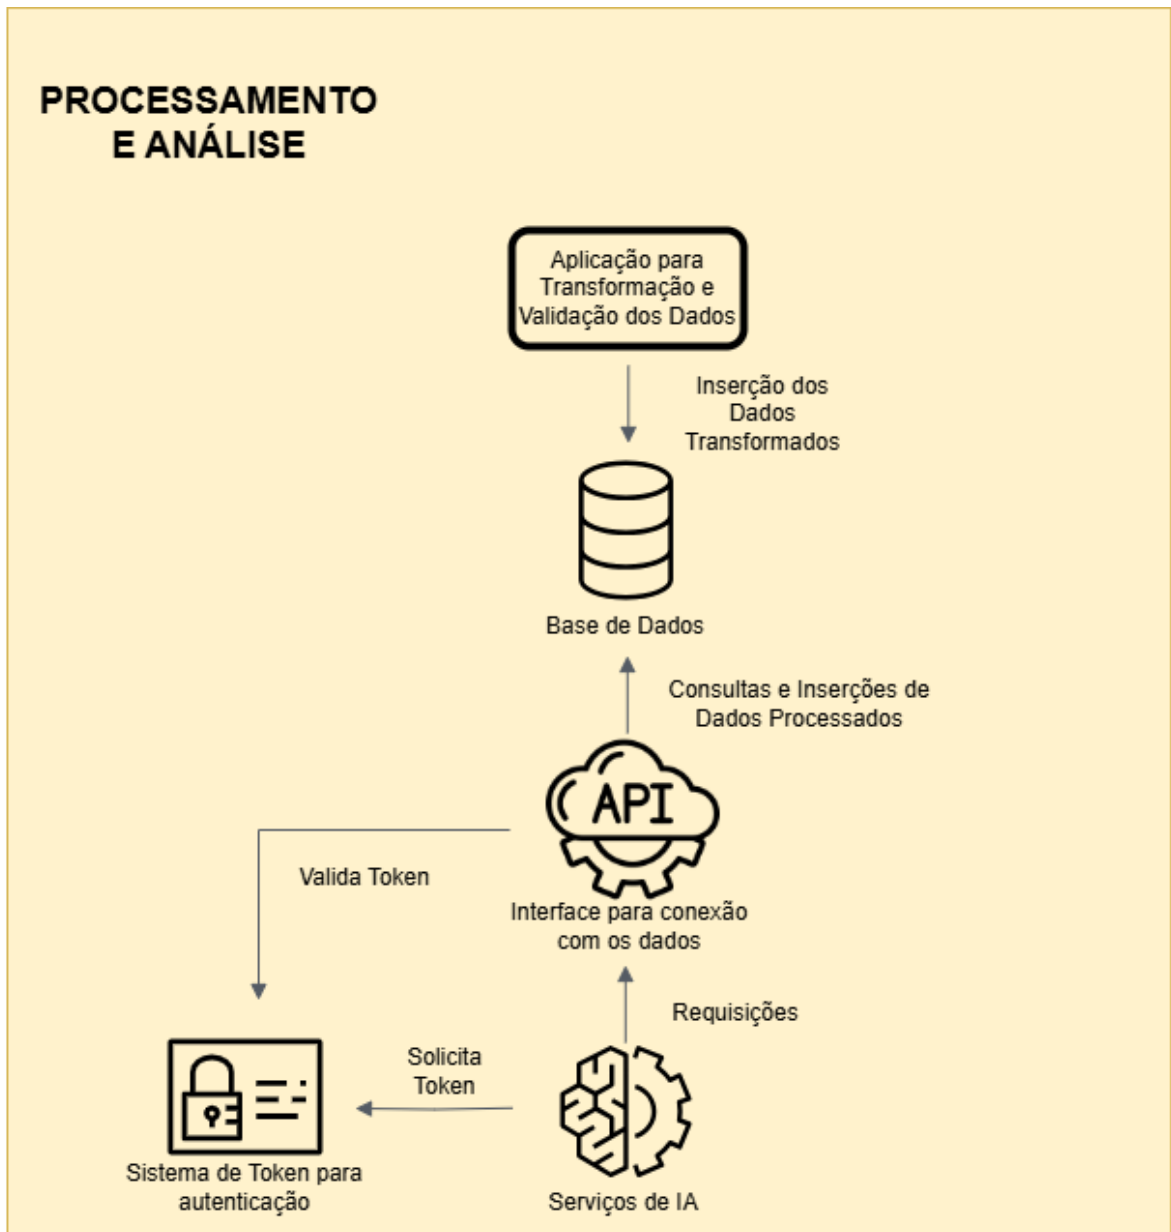 PROCESSAMENTO
E ANÁLISE
Aplicação para
Transformação e
Validação dos Dados
Inserção dos
Dados
Transformados
Base de Dados
Consultas e Inserções de
Dados Processados
API
Valida Token
Interface para conexão
com os dados
Requisições
Solicita
Token
Sistema de Token para
autenticação
Serviços de IA